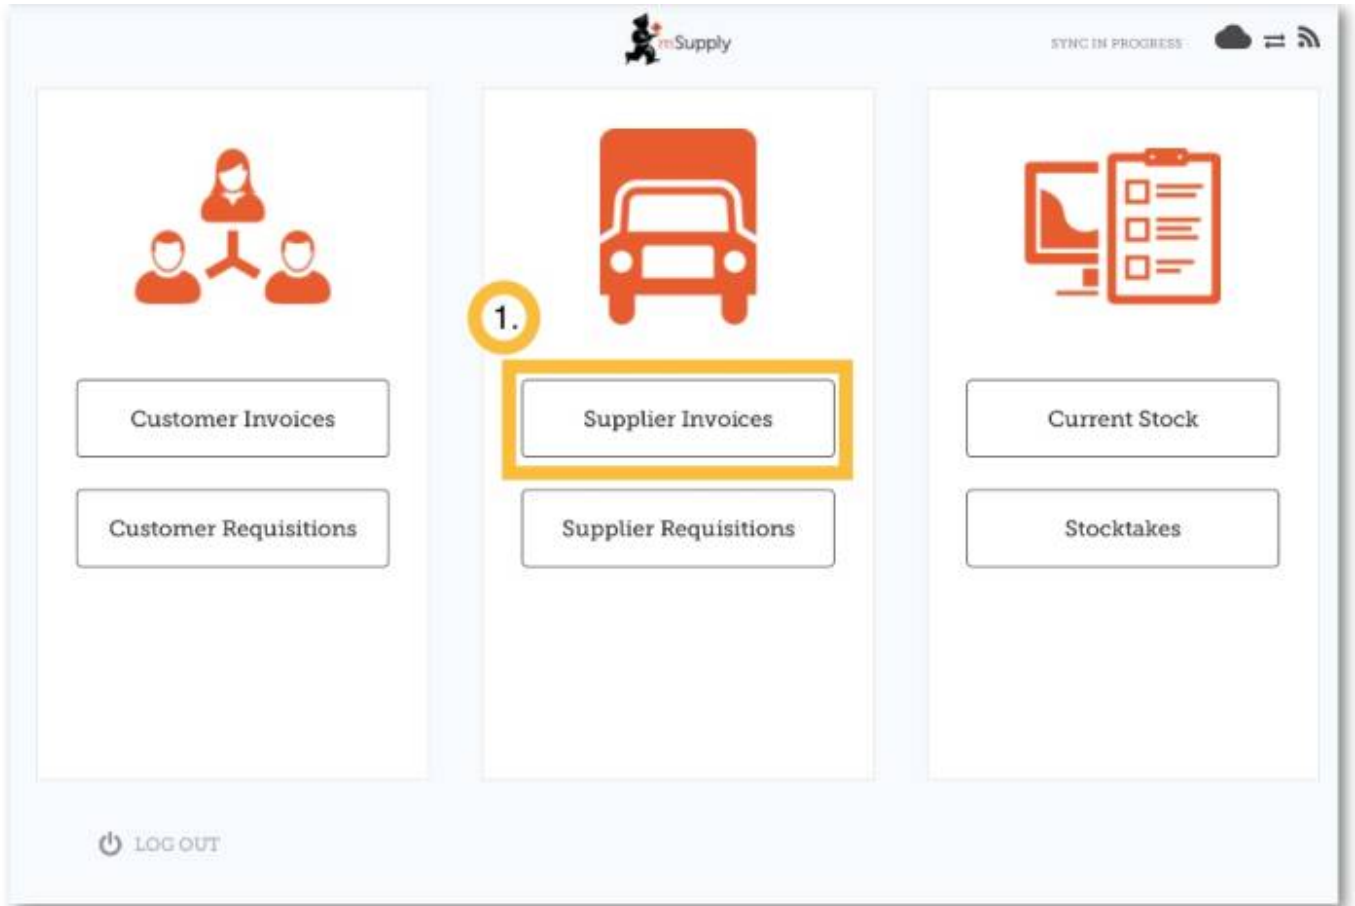 mSupply
SYNC IN PROGRESS
1.
Customer Invoices
Supplier Invoices
Current Stock
Customer Requisitions
Supplier Requisitions
Stocktakes
LOG OUT